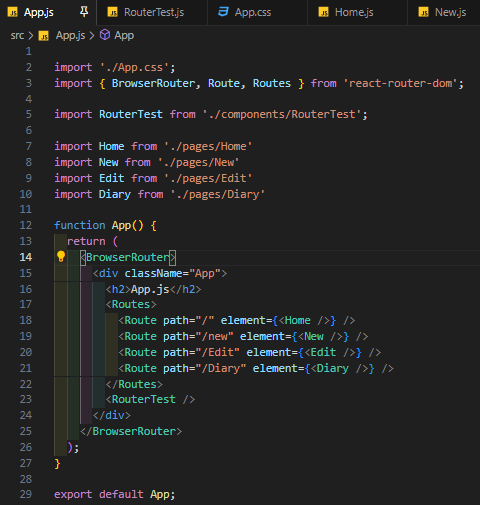 App.js RouterTest.js App.css Home.js New.js
src > App.js > App
1
2 import './App.css';
3 import { BrowserRouter, Route, Routes } from 'react-router-dom';
4
5 import RouterTest from './components/RouterTest';
6
7 import Home from './pages/Home'
8 import New from './pages/New'
9 import Edit from './pages/Edit'
10 import Diary from './pages/Diary'
11
12 function App() {
13 return (
14 <BrowserRouter>
15 <div className="App">
16 <h2>App.js</h2>
17 <Routes>
18 <Route path="/" element={<Home />} />
19 <Route path="/new" element={<New />} />
20 <Route path="/Edit" element={<Edit />} />
21 <Route path="/Diary" element={<Diary />} />
22 </Routes>
23 <RouterTest />
24 </div>
25 </BrowserRouter>
26 );
27 }
28
29 export default App;